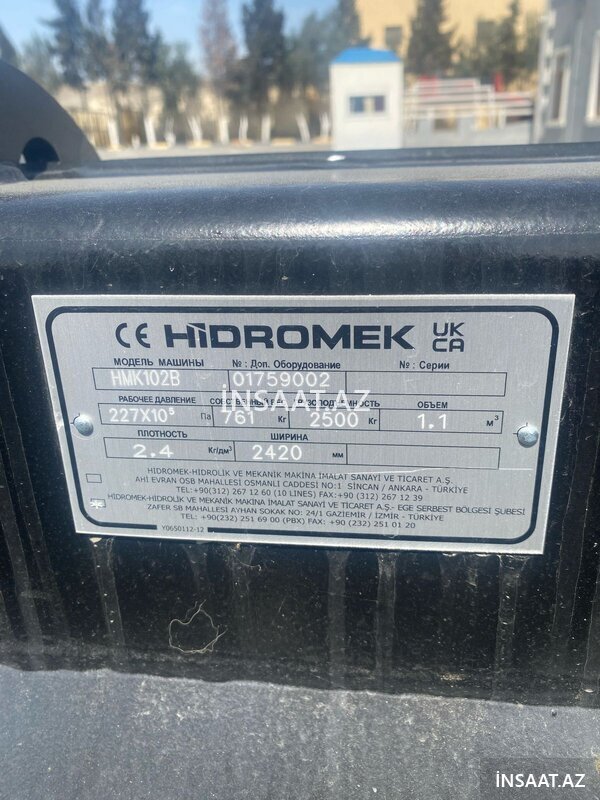 CE HİDROMEK UK CA
МОДЕЛЬ МАШИНЫ № : Доп. Оборудование № : Серии
HMK102B 01759002
РАБОЧЕЕ ДАВЛЕНИЕ СОБСТВЕННЫЙ ВЕС ГРУЗОПОДЪЕМНОСТЬ ОБЪЕМ
INSAAT.AZ
227X10⁵ Па 761 Кг 2500 Кг 1.1 м³
ПЛОТНОСТЬ ШИРИНА
2.4 Кг/дм³ 2420 мм
HİDROMEK-HİDROLİK VE MEKANİK MAKİNA İMALAT SANAYİ VE TİCARET A.Ş.
AHİ EVRAN OSB MAHALLESİ OSMANLI CADDESİ NO:1 SİNCAN / ANKARA - TÜRKİYE
TEL:+90(312) 267 12 60 (10 LINES) FAX:+90 (312) 267 12 39
HİDROMEK-HİDROLİK VE MEKANİK MAKİNA İMALAT SANAYİ VE TİCARET A.Ş.- EGE SERBEST BÖLGESİ ŞUBESİ
ZAFER SB MAHALLESİ AYHAN SOKAK NO: 24/1 GAZİEMİR / İZMİR - TÜRKİYE
TEL: +90(232) 251 69 00 (PBX) FAX: +90 (232) 251 01 20
Y0650112-12
İNSAAT.AZ